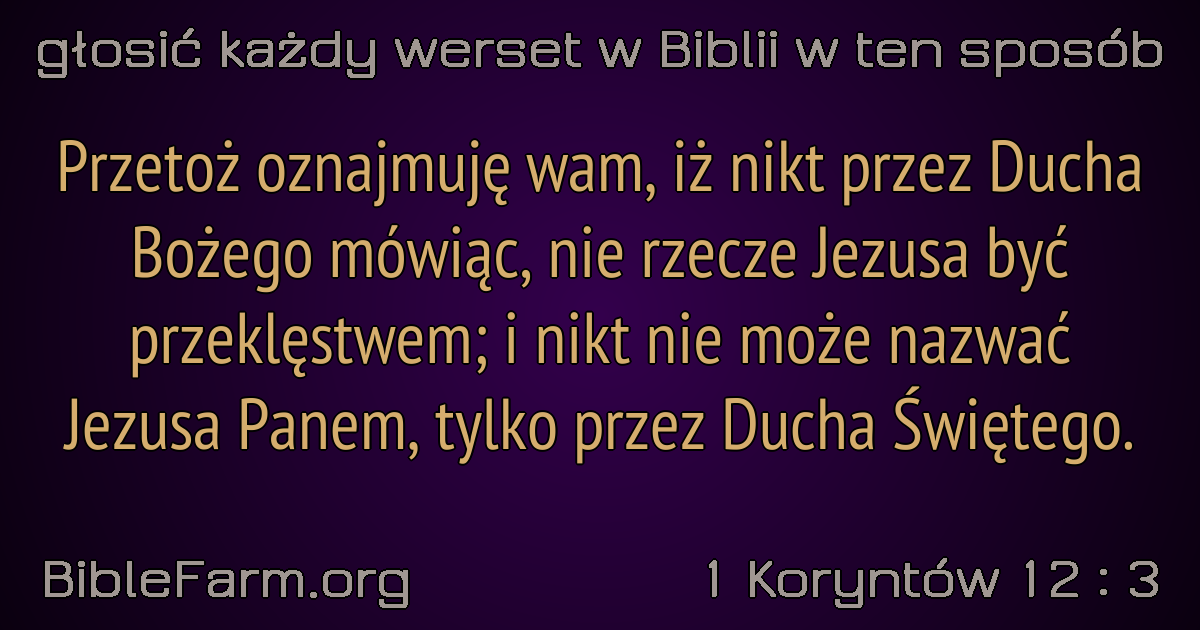 głosić każdy werset w Biblii w ten sposób
Przetoż oznajmuję wam, iż nikt przez Ducha
Bożego mówiąc, nie rzecze Jezusa być
przeklęstwem; i nikt nie może nazwać
Jezusa Panem, tylko przez Ducha Świętego.
BibleFarm.org
1 Koryntów 12 : 3